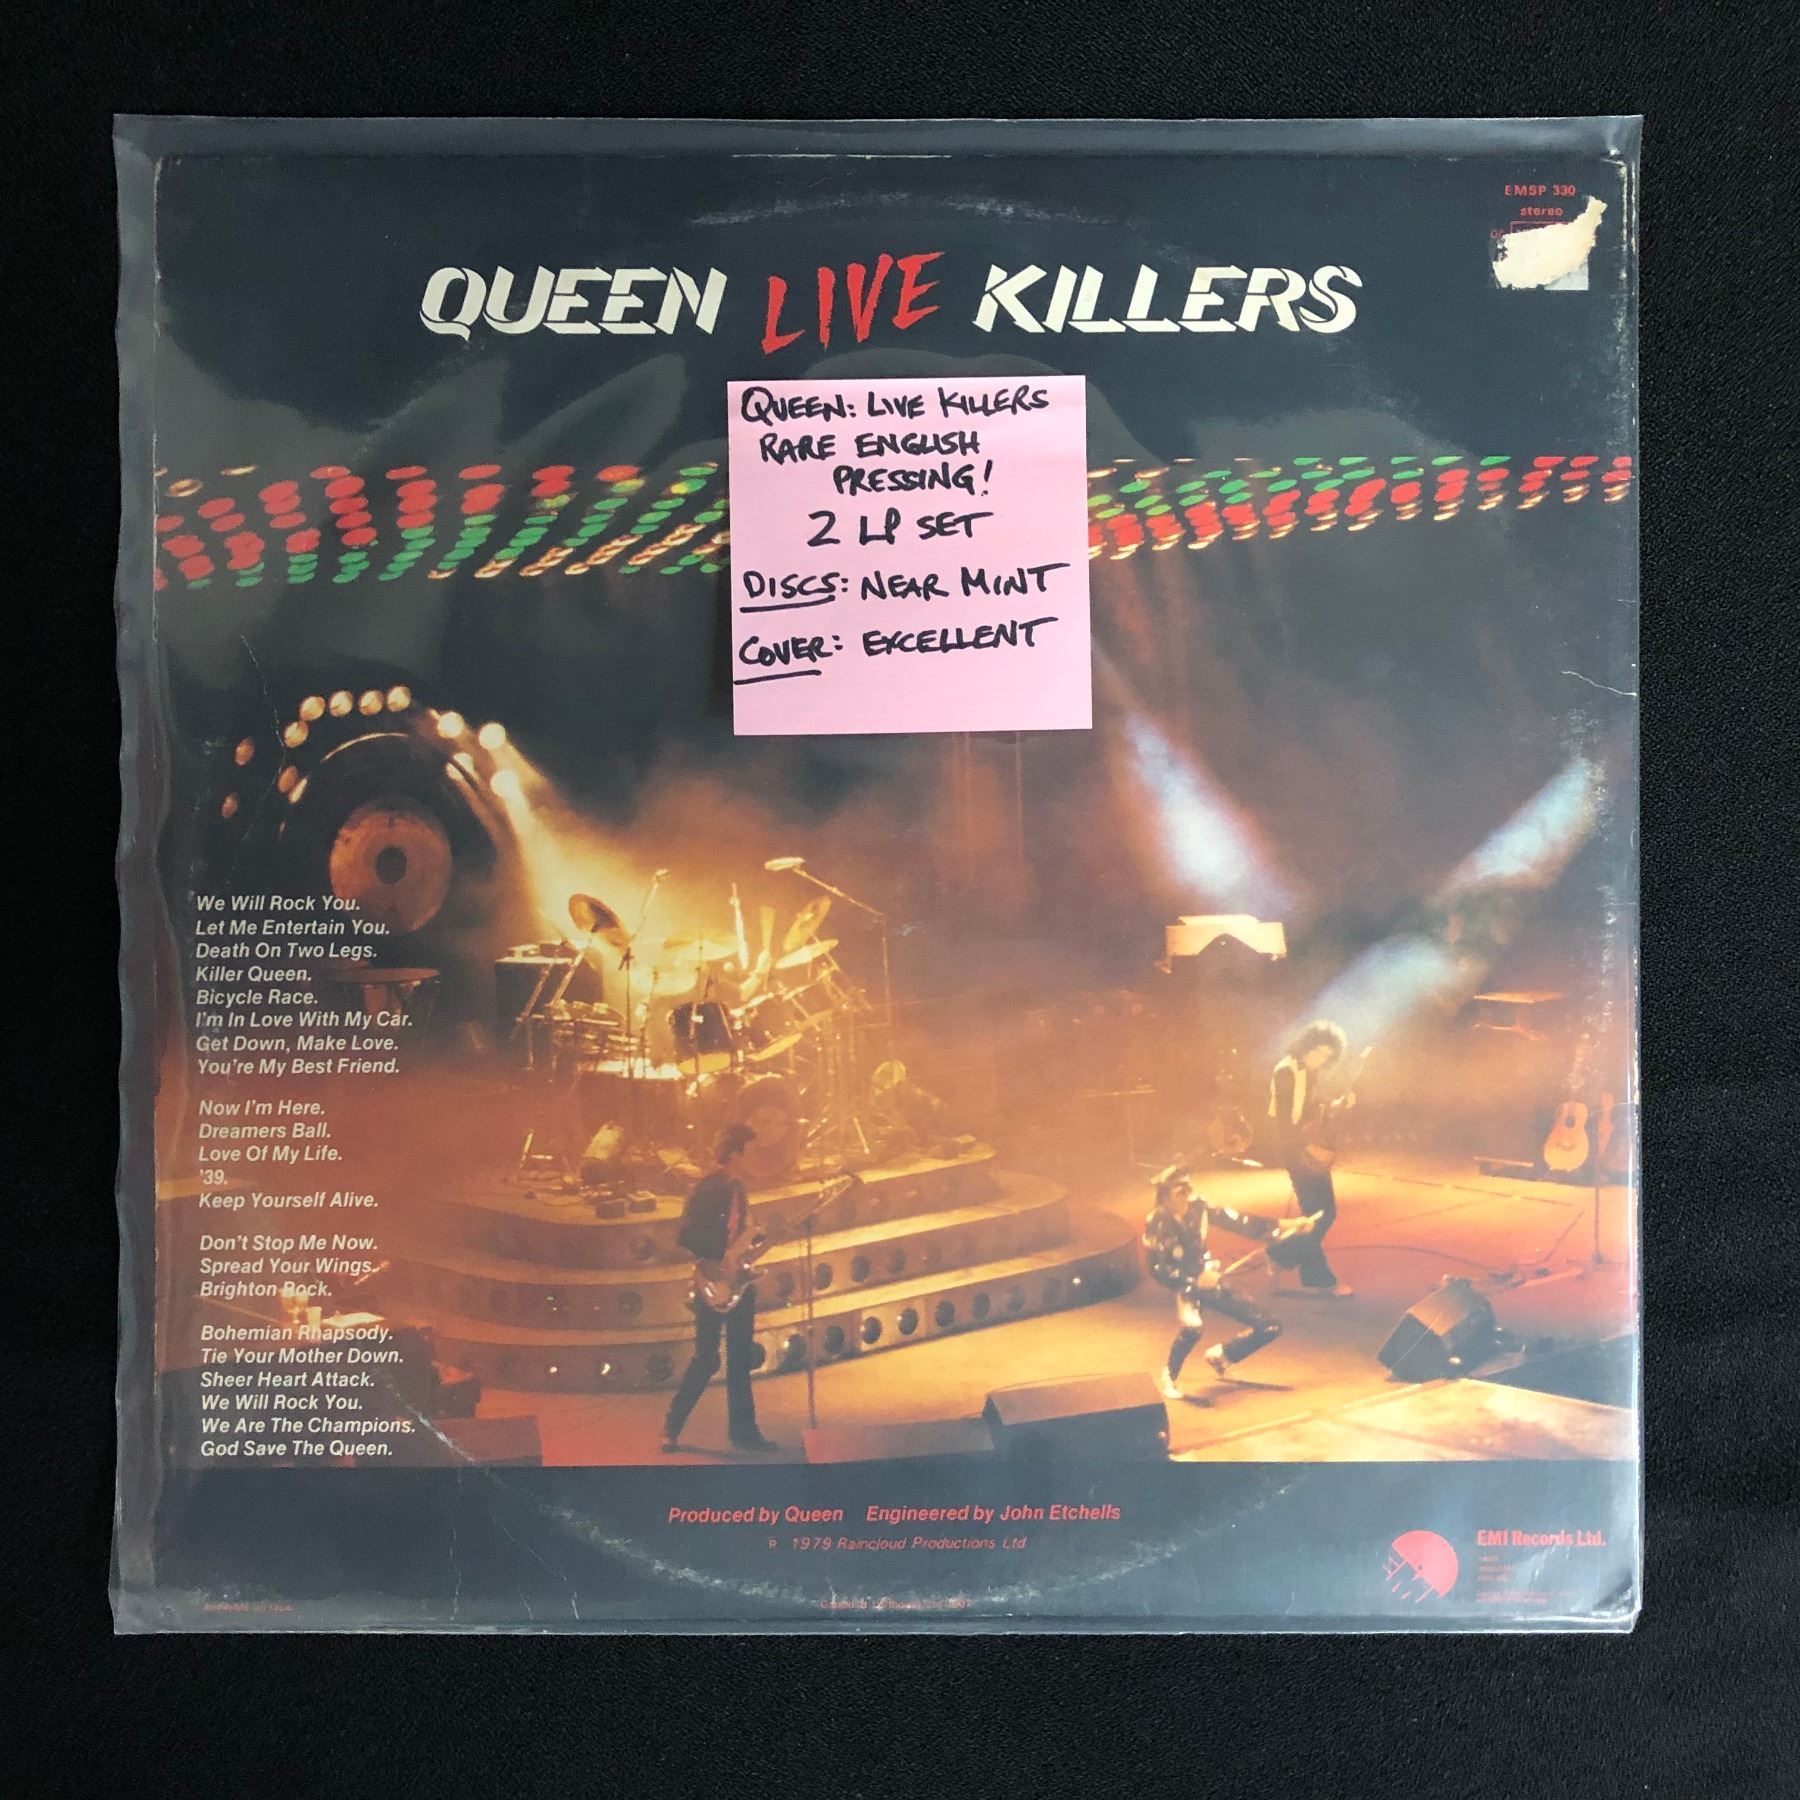 EMSP 330
stereo
QUEEN LIVE KILLERS
QUEEN: LIVE KILLERS
RARE ENGLISH
PRESSING!
2 LP SET
DISCS: NEAR MINT
COVER: EXCELLENT
We Will Rock You.
Let Me Entertain You.
Death On Two Legs.
Killer Queen.
Bicycle Race.
I'm In Love With My Car.
Get Down, Make Love.
You're My Best Friend.
Now I'm Here.
Dreamers Ball.
Love Of My Life.
'39.
Keep Yourself Alive.
Don't Stop Me Now.
Spread Your Wings.
Brighton Rock.
Bohemian Rhapsody.
Tie Your Mother Down.
Sheer Heart Attack.
We Will Rock You.
We Are The Champions.
God Save The Queen.
Produced by Queen Engineered by John Etchells
℗ 1979 Raincloud Productions Ltd
EMI Records Ltd.